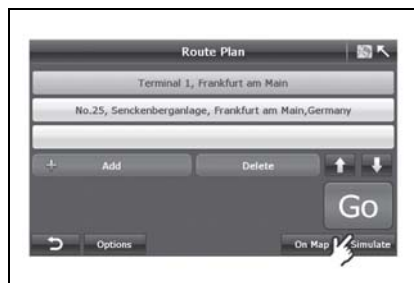 Route Plan
Terminal 1, Frankfurt am Main
No.25, Senckenberganlage, Frankfurt am Main,Germany
+ Add Delete
Go
Options On Map Simulate